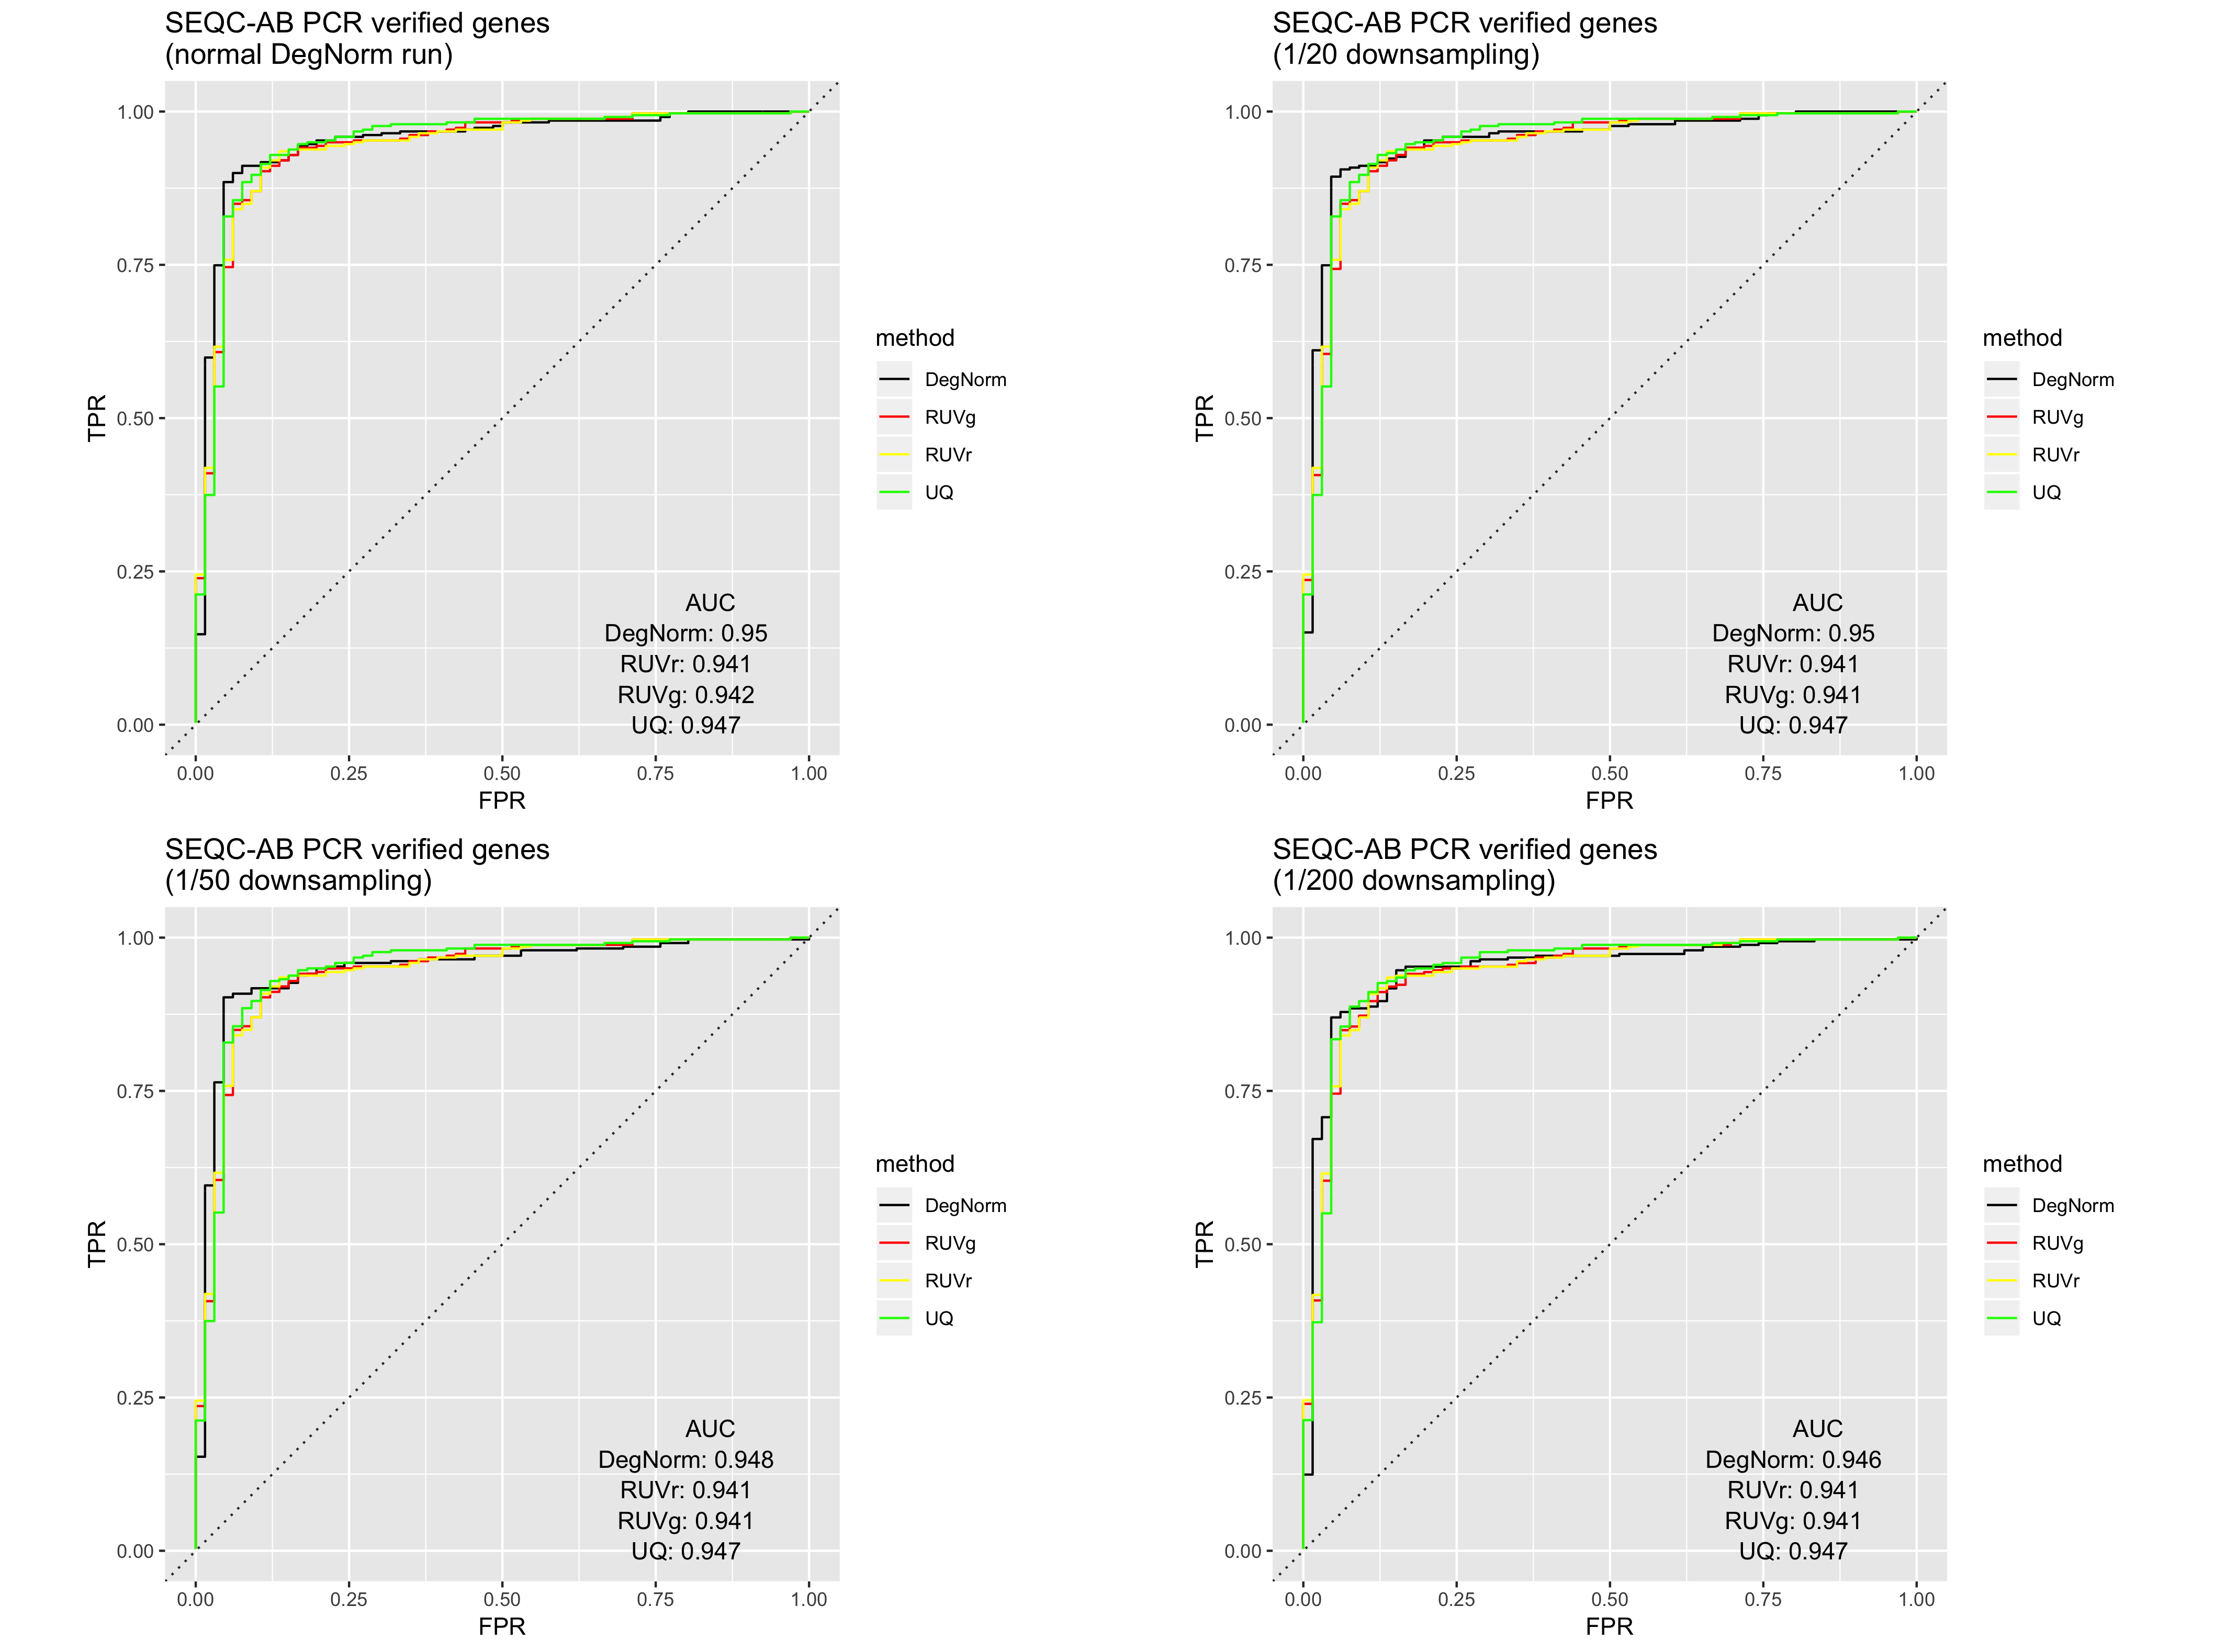 SEQC-AB PCR verified genes
(normal DegNorm run)
1.00
0.75
0.50
0.25
0.00
TPR
0.00 0.25 0.50 0.75 1.00
FPR
AUC
DegNorm: 0.95
RUVr: 0.941
RUVg: 0.942
UQ: 0.947
method
DegNorm
RUVg
RUVr
UQ
SEQC-AB PCR verified genes
(1/20 downsampling)
1.00
0.75
0.50
0.25
0.00
TPR
0.00 0.25 0.50 0.75 1.00
FPR
AUC
DegNorm: 0.95
RUVr: 0.941
RUVg: 0.941
UQ: 0.947
method
DegNorm
RUVg
RUVr
UQ
SEQC-AB PCR verified genes
(1/50 downsampling)
1.00
0.75
0.50
0.25
0.00
TPR
0.00 0.25 0.50 0.75 1.00
FPR
AUC
DegNorm: 0.948
RUVr: 0.941
RUVg: 0.941
UQ: 0.947
method
DegNorm
RUVg
RUVr
UQ
SEQC-AB PCR verified genes
(1/200 downsampling)
1.00
0.75
0.50
0.25
0.00
TPR
0.00 0.25 0.50 0.75 1.00
FPR
AUC
DegNorm: 0.946
RUVr: 0.941
RUVg: 0.941
UQ: 0.947
method
DegNorm
RUVg
RUVr
UQ